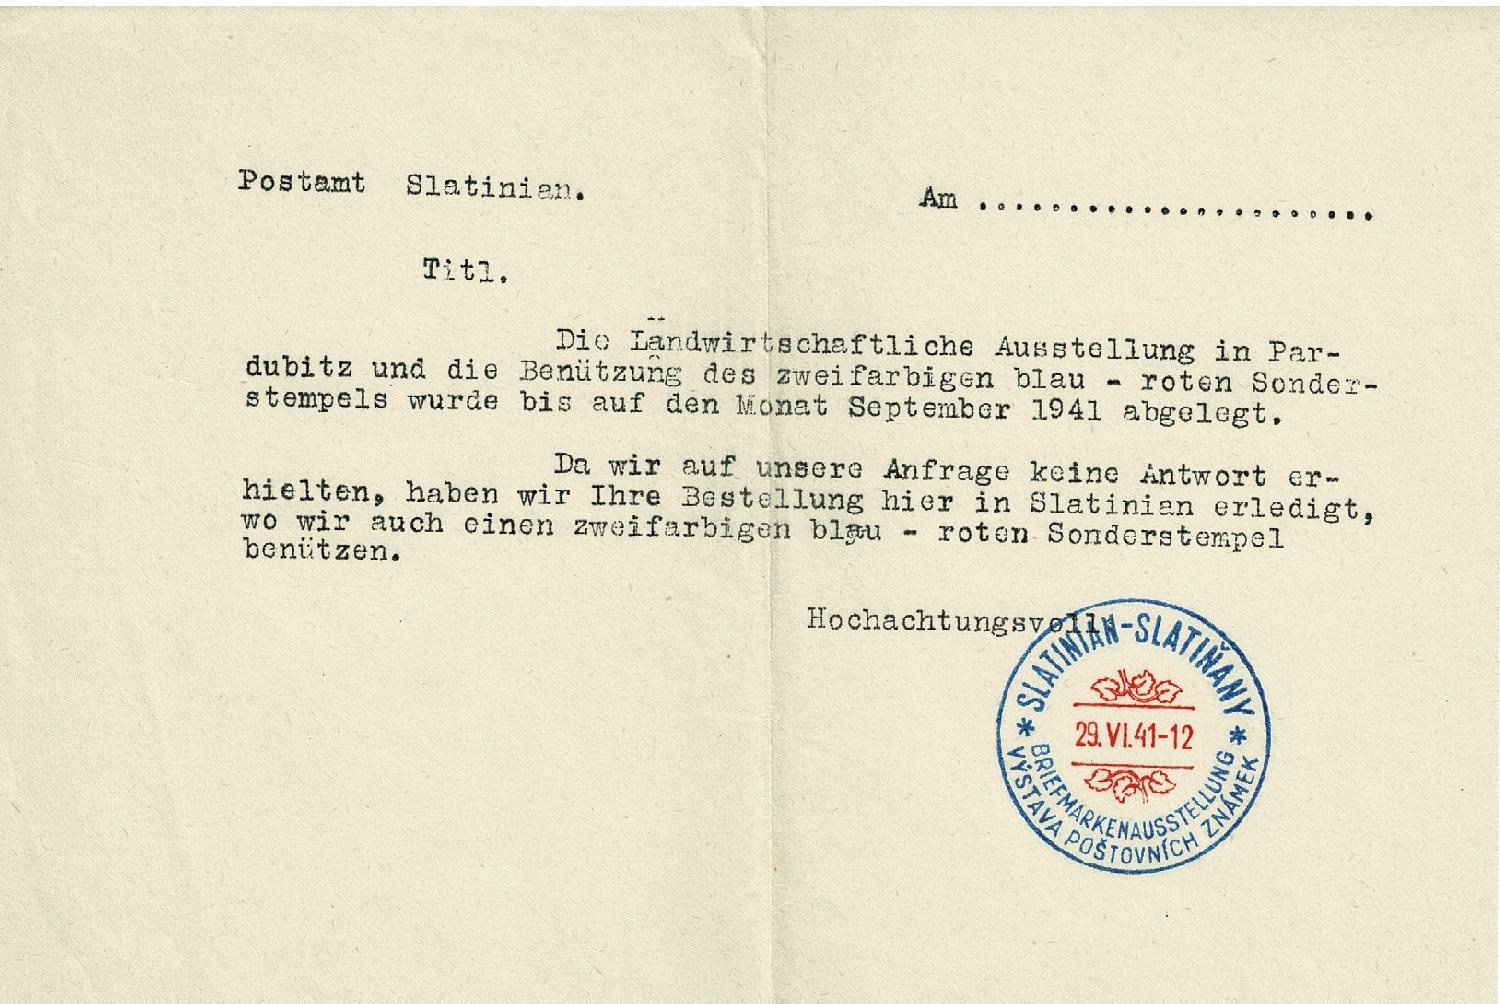 Postamt Slatinian.
Am ......................
Titl.
Die Ländwirtschaftliche Ausstellung in Par-
dubitz und die Benützung des zweifarbigen blau - roten Sonder-
stempels wurde bis auf den Monat September 1941 abgelegt.
Da wir auf unsere Anfrage keine Antwort er-
hielten, haben wir Ihre Bestellung hier in Slatinian erledigt,
wo wir auch einen zweifarbigen blau - roten Sonderstempel
benützen.
Hochachtungsvoll:
SLATINIAN-SLATIŇANY
29.VI.41-12
* BRIEFMARKENAUSSTELLUNG *
VÝSTAVA POŠTOVNÍCH ZNÁMEK